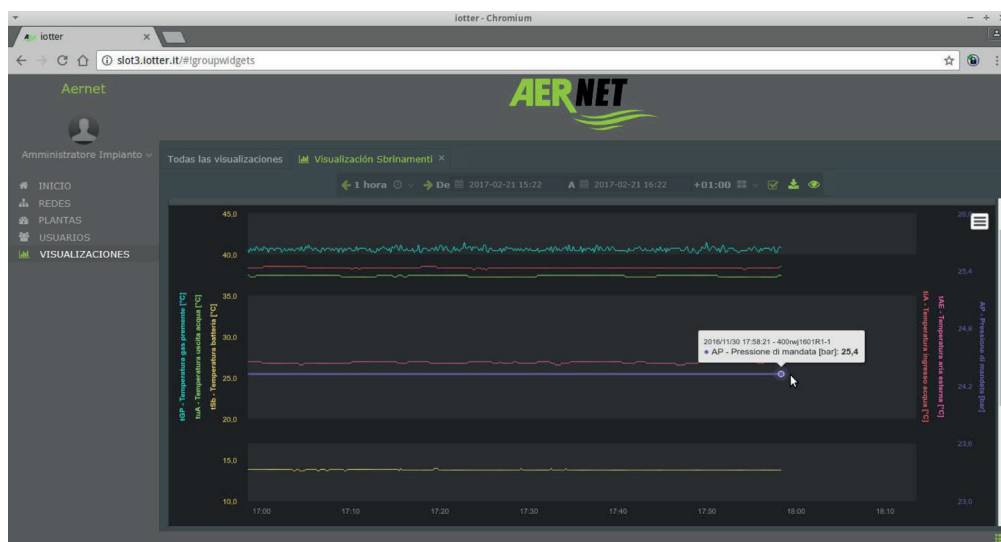 iotter - Chromium
iotter
slot3.iotter.it/#!groupwidgets
Aernet
AERNET
Amministratore Impianto
Todas las visualizaciones
Visualización Sbrinamenti ×
1 hora De 2017-02-21 15:22 A 2017-02-21 16:22 +01:00
INICIO
REDES
PLANTAS
USUARIOS
VISUALIZACIONES
tGP - Temperatura gas premente [°C]
tuA - Temperatura uscita acqua [°C]
tSb - Temperatura batteria [°C]
45,0
40,0
35,0
30,0
25,0
20,0
15,0
10,0
2016/11/30 17:58:21 - 400rwj1601R1-1
AP - Pressione di mandata [bar]: 25,4
tiA - Temperatura ingresso acqua [°C]
tAE - Temperatura aria esterna [°C]
AP - Pressione di mandata [bar]
25,4
24,8
24,2
23,6
23,0
17:00 17:10 17:20 17:30 17:40 17:50 18:00 18:10